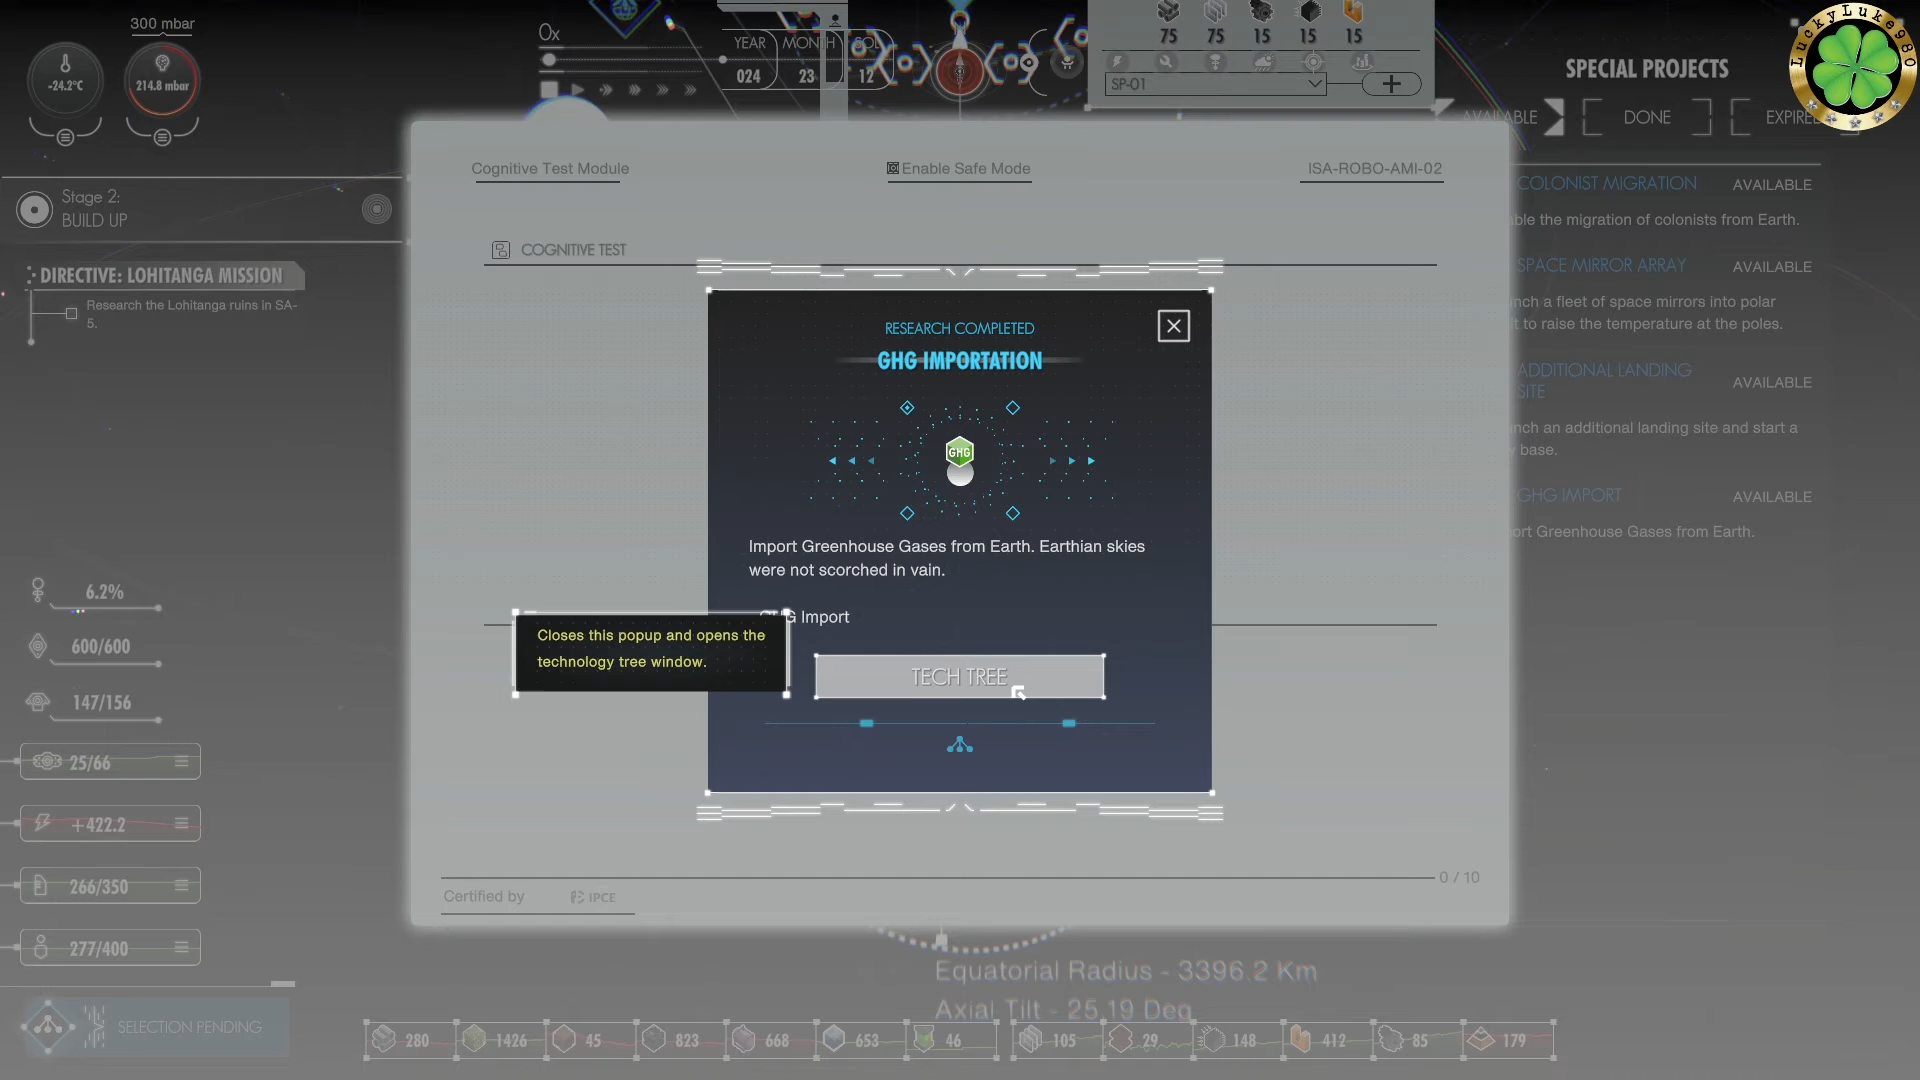 300 mbar
-24.2°C
214.8 mbar
0x
YEAR
MONTH
SOL
024
23
12
75
75
15
15
15
SP-01
SPECIAL PROJECTS
LuckyLuke980
DONE
Stage 2:
BUILD UP
DIRECTIVE: LOHITANGA MISSION
Research the Lohitanga ruins in SA-
5.
Cognitive Test Module
Enable Safe Mode
ISA-ROBO-AMI-02
COGNITIVE TEST
RESEARCH COMPLETED
GHG IMPORTATION
GHG
Import Greenhouse Gases from Earth. Earthian skies
were not scorched in vain.
Import
Closes this popup and opens the
technology tree window.
TECH TREE
COLONIST MIGRATION
AVAILABLE
the migration of colonists from Earth.
SPACE MIRROR ARRAY
AVAILABLE
a fleet of space mirrors into polar
to raise the temperature at the poles.
ADDITIONAL LANDING
SITE
AVAILABLE
an additional landing site and start a
base.
GHG IMPORT
AVAILABLE
Greenhouse Gases from Earth.
6.2%
600/600
147/156
25/66
+422.2
266/350
277/400
SELECTION PENDING
0 / 10
Certified by
IPCE
Equatorial Radius - 3396.2 Km
Axial Tilt - 25.19 Deg
280
1426
45
823
668
653
46
105
29
148
412
85
179